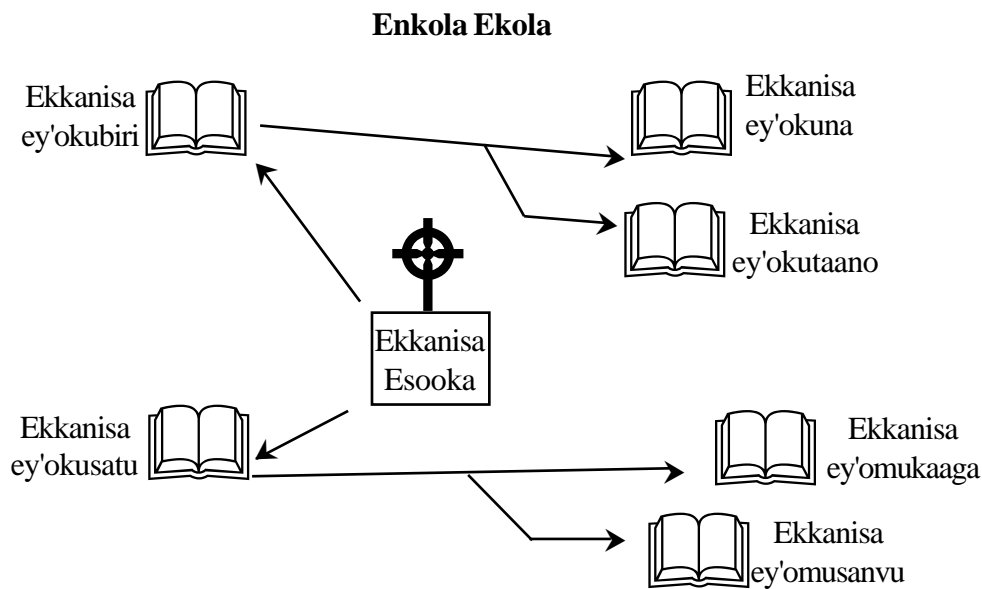 Enkola Ekola
Ekkanisa
ey'okubiri
Ekkanisa
ey'okuna
Ekkanisa
ey'okutaano
Ekkanisa
Esooka
Ekkanisa
ey'okusatu
Ekkanisa
ey'omukaaga
Ekkanisa
ey'omusanvu